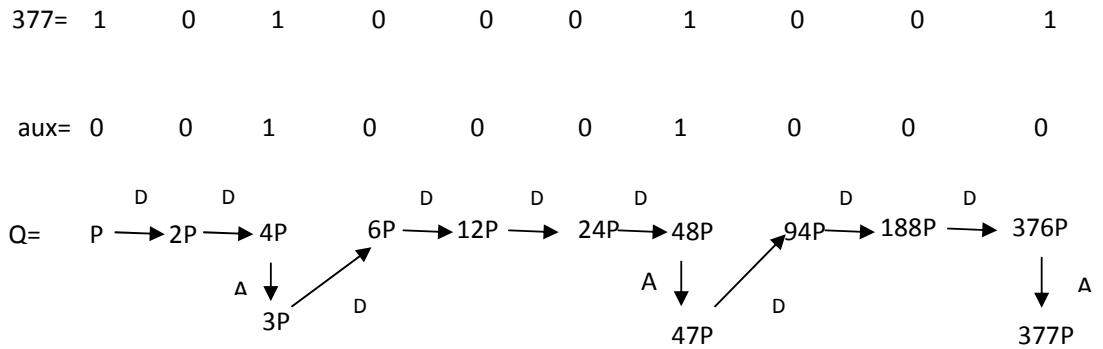 377= 1 0 1 0 0 0 1 0 0 1
aux= 0 0 1 0 0 0 1 0 0 0
D D D D D D D
Q= P 2P 4P 6P 12P 24P 48P 94P 188P 376P
A D A D A
3P 47P 377P